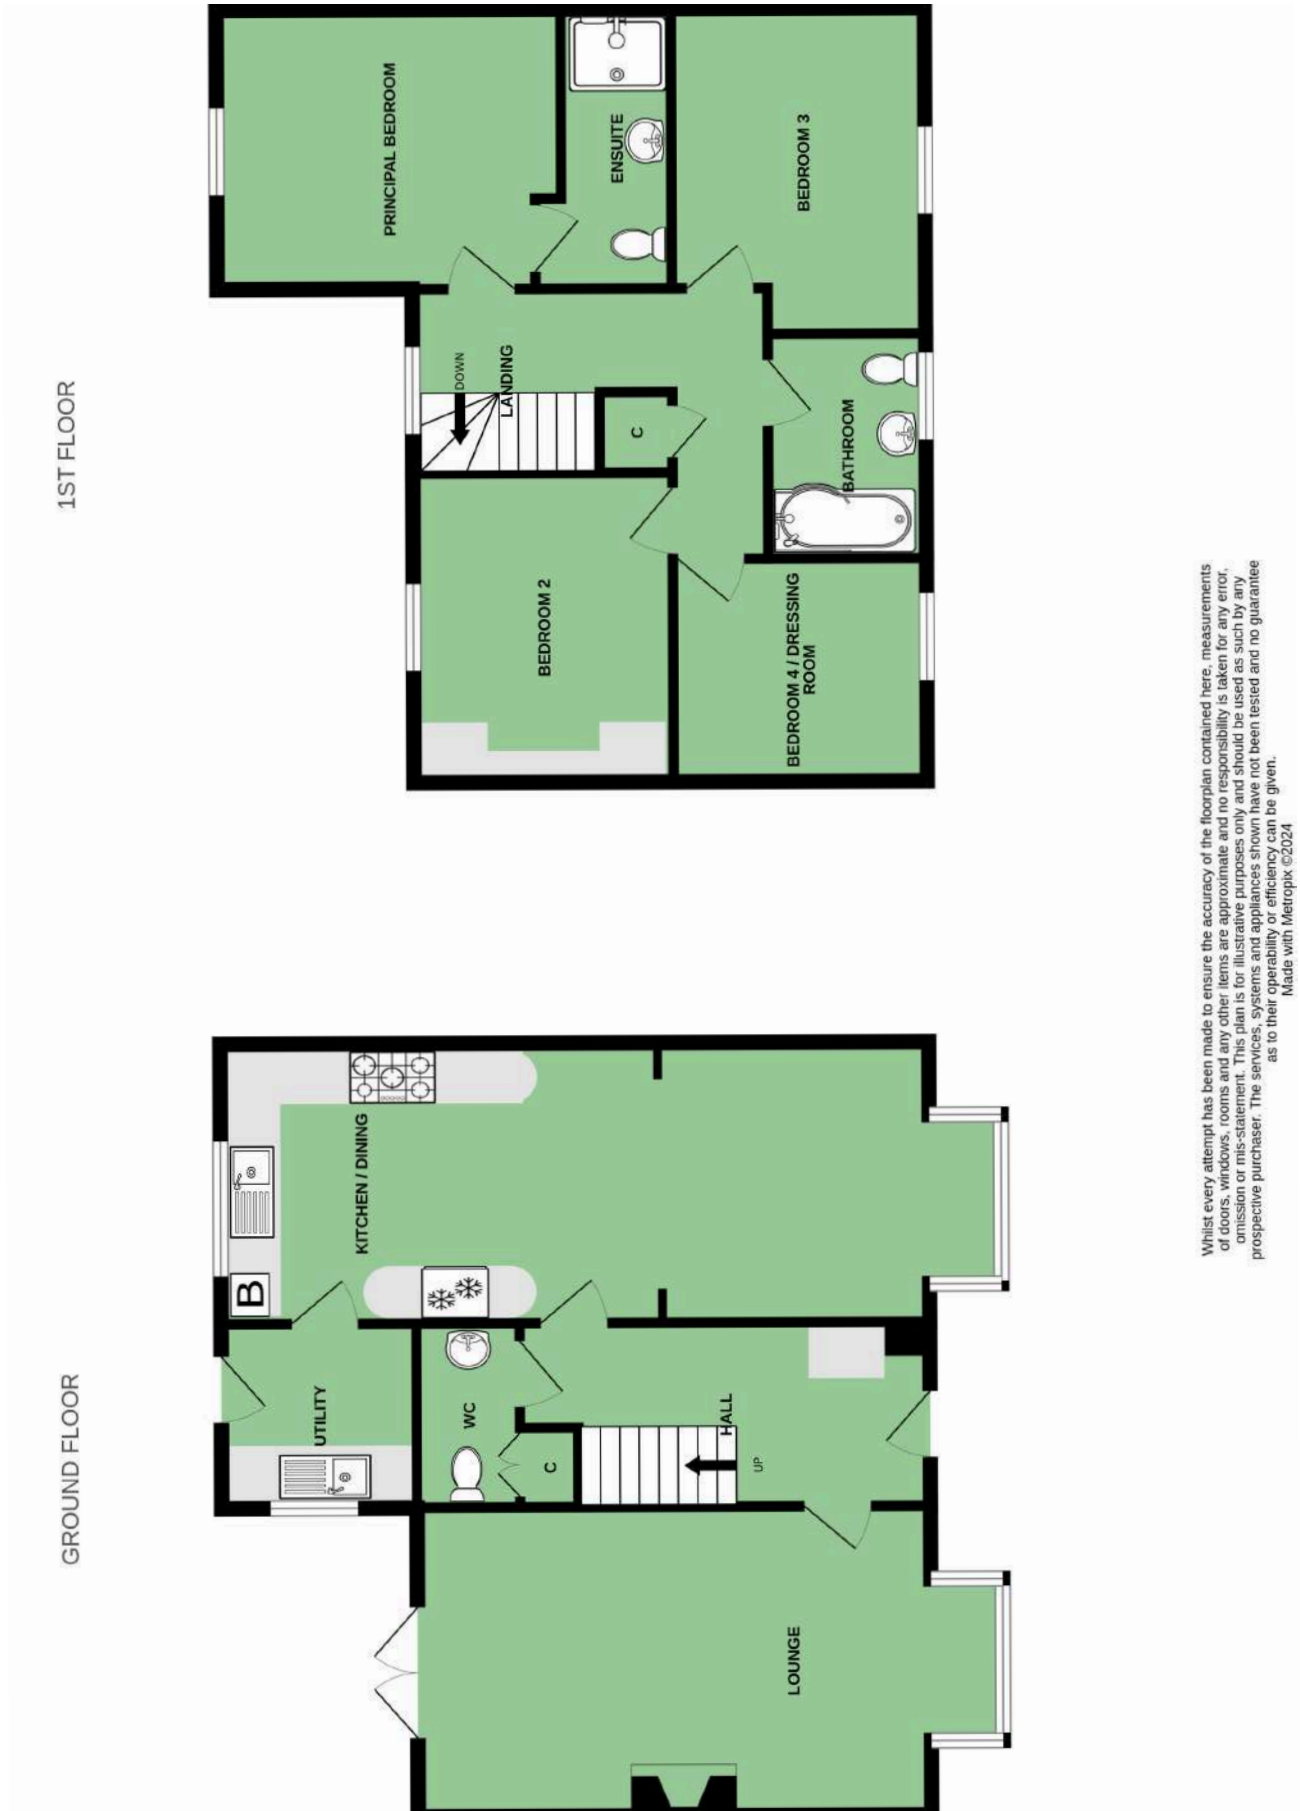 GROUND FLOOR
1ST FLOOR
B
KITCHEN / DINING
UTILITY
WC
C
HALL
UP
LOUNGE
PRINCIPAL BEDROOM
ENSUITE
BEDROOM 3
DOWN
LANDING
C
BATHROOM
BEDROOM 2
BEDROOM 4 / DRESSING
ROOM
Whilst every attempt has been made to ensure the accuracy of the floorplan contained here, measurements
of doors, windows, rooms and any other items are approximate and no responsibility is taken for any error,
omission or mis-statement. This plan is for illustrative purposes only and should be used as such by any
prospective purchaser. The services, systems and appliances shown have not been tested and no guarantee
as to their operability or efficiency can be given.
Made with Metropix ©2024